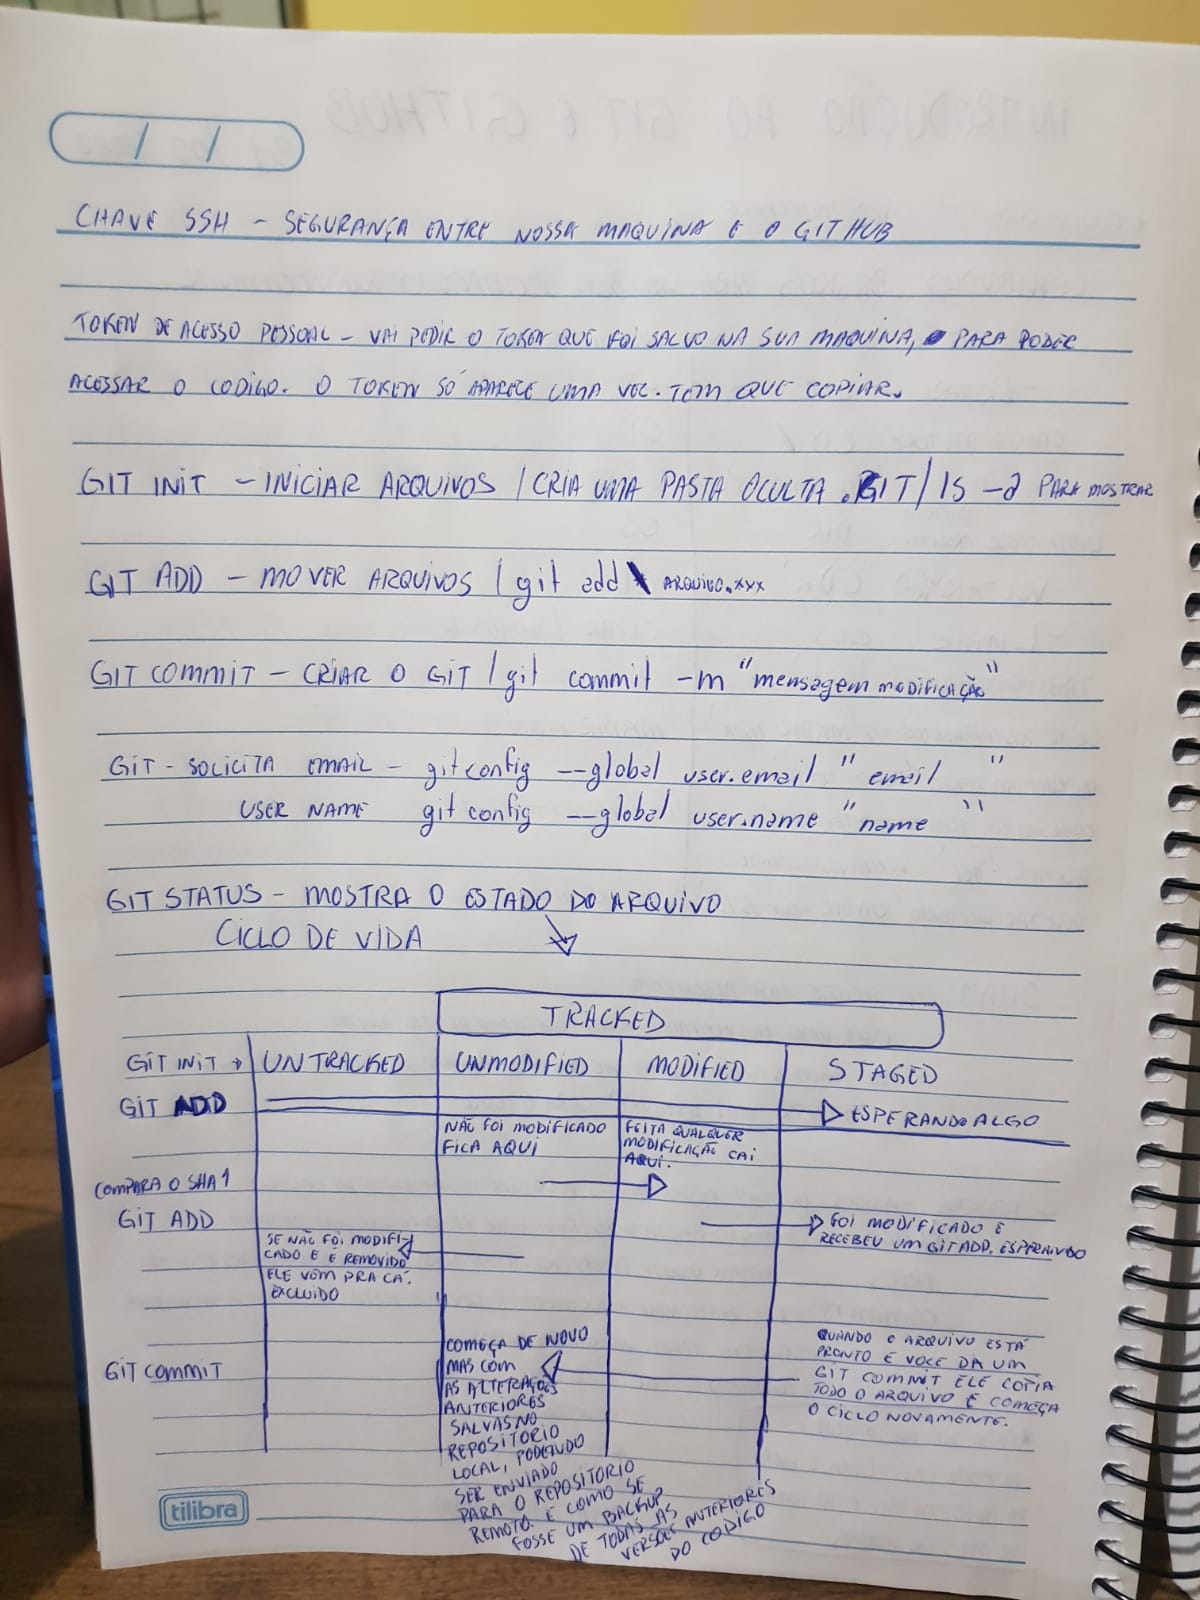 CHAVE SSH - SEGURANÇA ENTRE NOSSA MAQUINA E O GITHUB
TOKEN DE ACESSO PESSOAL - VAI PEDIR O TOKEN QUE FOI SALVO NA SUA MAQUINA, PARA PODER
ACESSAR O CODIGO. O TOKEN SÓ APARECE UMA VEZ. TEM QUE COPIAR.
GIT INIT - INICIAR ARQUIVOS / CRIA UMA PASTA OCULTA .GIT / ls -a PARA MOSTRAR
GIT ADD - MOVER ARQUIVOS / git add ARQUIVO.XXX
GIT COMMIT - CRIAR O GIT / git commit -m "mensagem modificação"
GIT - SOLICITA EMAIL - git config --global user.email "email"
USER NAME git config --global user.name "name"
GIT STATUS - MOSTRA O ESTADO DO ARQUIVO
CICLO DE VIDA
TRACKED
GIT INIT → UNTRACKED UNMODIFIED MODIFIED STAGED
GIT ADD ESPERANDO ALGO
NÃO FOI MODIFICADO
FICA AQUI
FEITA QUALQUER
MODIFICAÇÃO CAI
AQUI.
COMPARA O SHA1
GIT ADD
FOI MODIFICADO E
RECEBEU UM GIT ADD. ESPERANDO
SE NÃO FOI MODIFI-
CADO E É REMOVIDO
ELE VEM PRA CÁ.
EXCLUIDO
GIT COMMIT
COMEÇA DE NOVO
MAS COM
AS ALTERAÇÕES
ANTERIORES
SALVAS NO
REPOSITORIO
LOCAL, PODENDO
SER ENVIADO
PARA O REPOSITORIO
REMOTO. É COMO SE
FOSSE UM BACKUP
DE TODAS AS
VERSÕES ANTERIORES
DO CODIGO
QUANDO O ARQUIVO ESTÁ
PRONTO E VOCE DA UM
GIT COMMIT ELE COPIA
TODO O ARQUIVO E COMEÇA
O CICLO NOVAMENTE.
tilibra